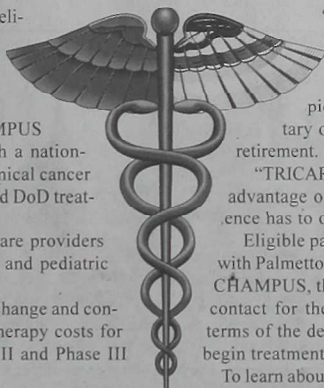 eli-
MPUS
h a nation-
nical cancer
d DoD treat-
are providers
and pediatric
hange and con-
herapy costs for
II and Phase III
pic
tary o
retirement.
"TRICAR
advantage o
ence has to o
Eligible pa
with Palmetto
CHAMPUS, th
contact for the
terms of the de
begin treatment
To learn abou